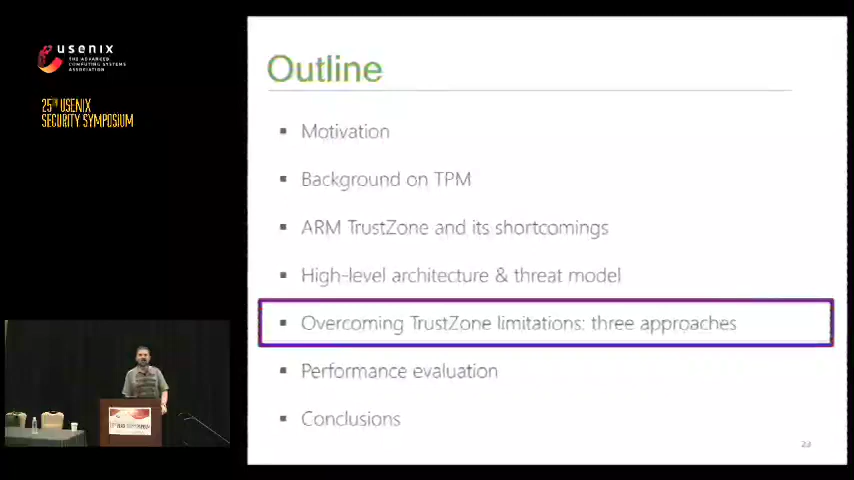 usenix
THE ADVANCED
COMPUTING SYSTEMS
ASSOCIATION
25TH USENIX
SECURITY SYMPOSIUM
Outline
Motivation
Background on TPM
ARM TrustZone and its shortcomings
High-level architecture & threat model
Overcoming TrustZone limitations: three approaches
Performance evaluation
Conclusions